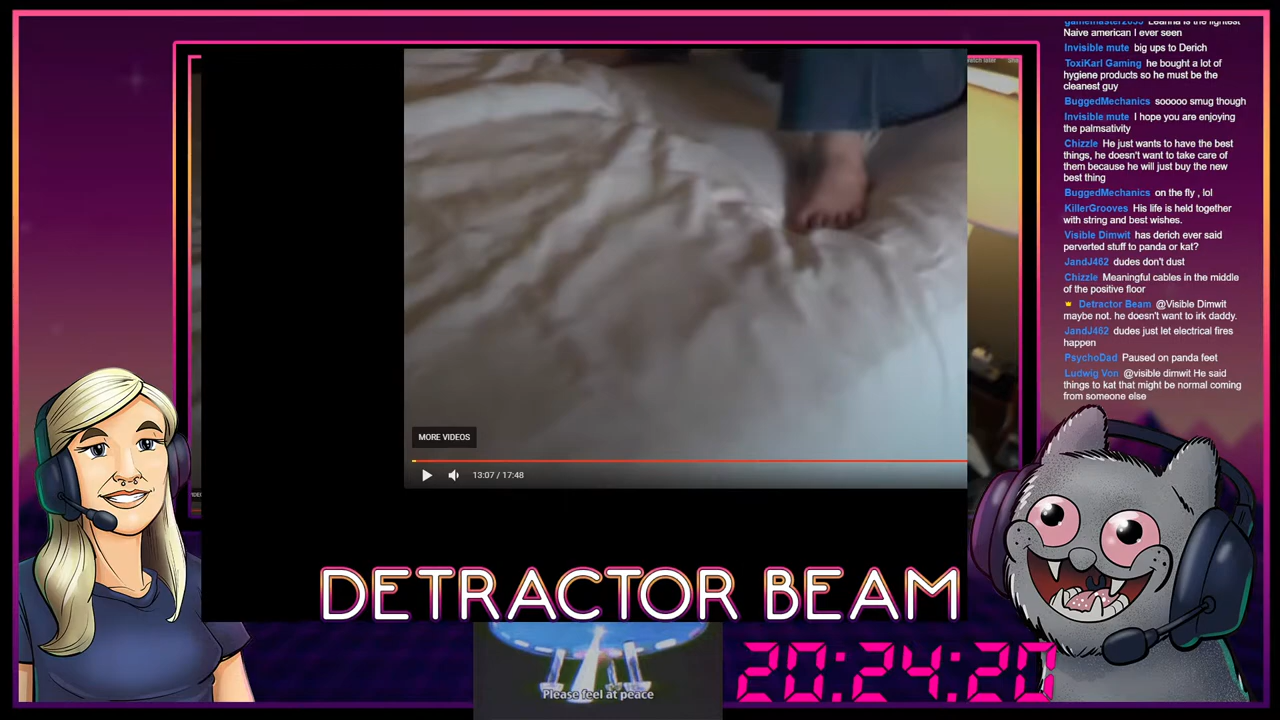 gamemaster2055 Leanna is the lightest
Naive american I ever seen
Invisible mute big ups to Derich
ToxiKarl Gaming he bought a lot of
hygiene products so he must be the
cleanest guy
BuggedMechanics sooooo smug though
Invisible mute I hope you are enjoying
the palmsativity
Chizzle He just wants to have the best
things, he doesn't want to take care of
them because he will just buy the new
best thing
BuggedMechanics on the fly , lol
KillerGrooves His life is held together
with string and best wishes.
Visible Dimwit has derich ever said
perverted stuff to panda or kat?
JandJ462 dudes don't dust
Chizzle Meaningful cables in the middle
of the positive floor
Detractor Beam @Visible Dimwit
maybe not. he doesn't want to irk daddy.
JandJ462 dudes just let electrical fires
happen
PsychoDad Paused on panda feet
Ludwig Von @visible dimwit He said
things to kat that might be normal coming
from someone else
MORE VIDEOS
13:07 / 17:48
DETRACTOR BEAM
20:24:20
Please feel at peace